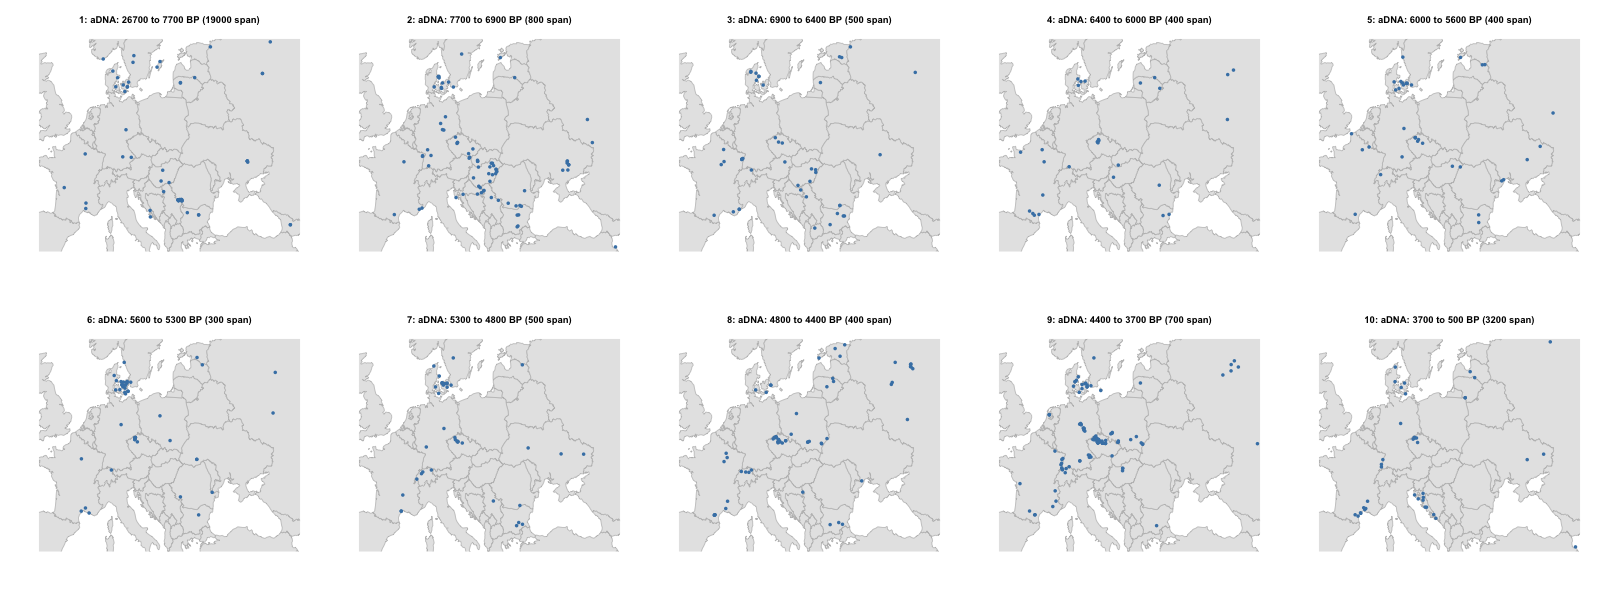 1: aDNA: 26700 to 7700 BP (19000 span)
2: aDNA: 7700 to 6900 BP (800 span)
3: aDNA: 6900 to 6400 BP (500 span)
4: aDNA: 6400 to 6000 BP (400 span)
5: aDNA: 6000 to 5600 BP (400 span)
6: aDNA: 5600 to 5300 BP (300 span)
7: aDNA: 5300 to 4800 BP (500 span)
8: aDNA: 4800 to 4400 BP (400 span)
9: aDNA: 4400 to 3700 BP (700 span)
10: aDNA: 3700 to 500 BP (3200 span)